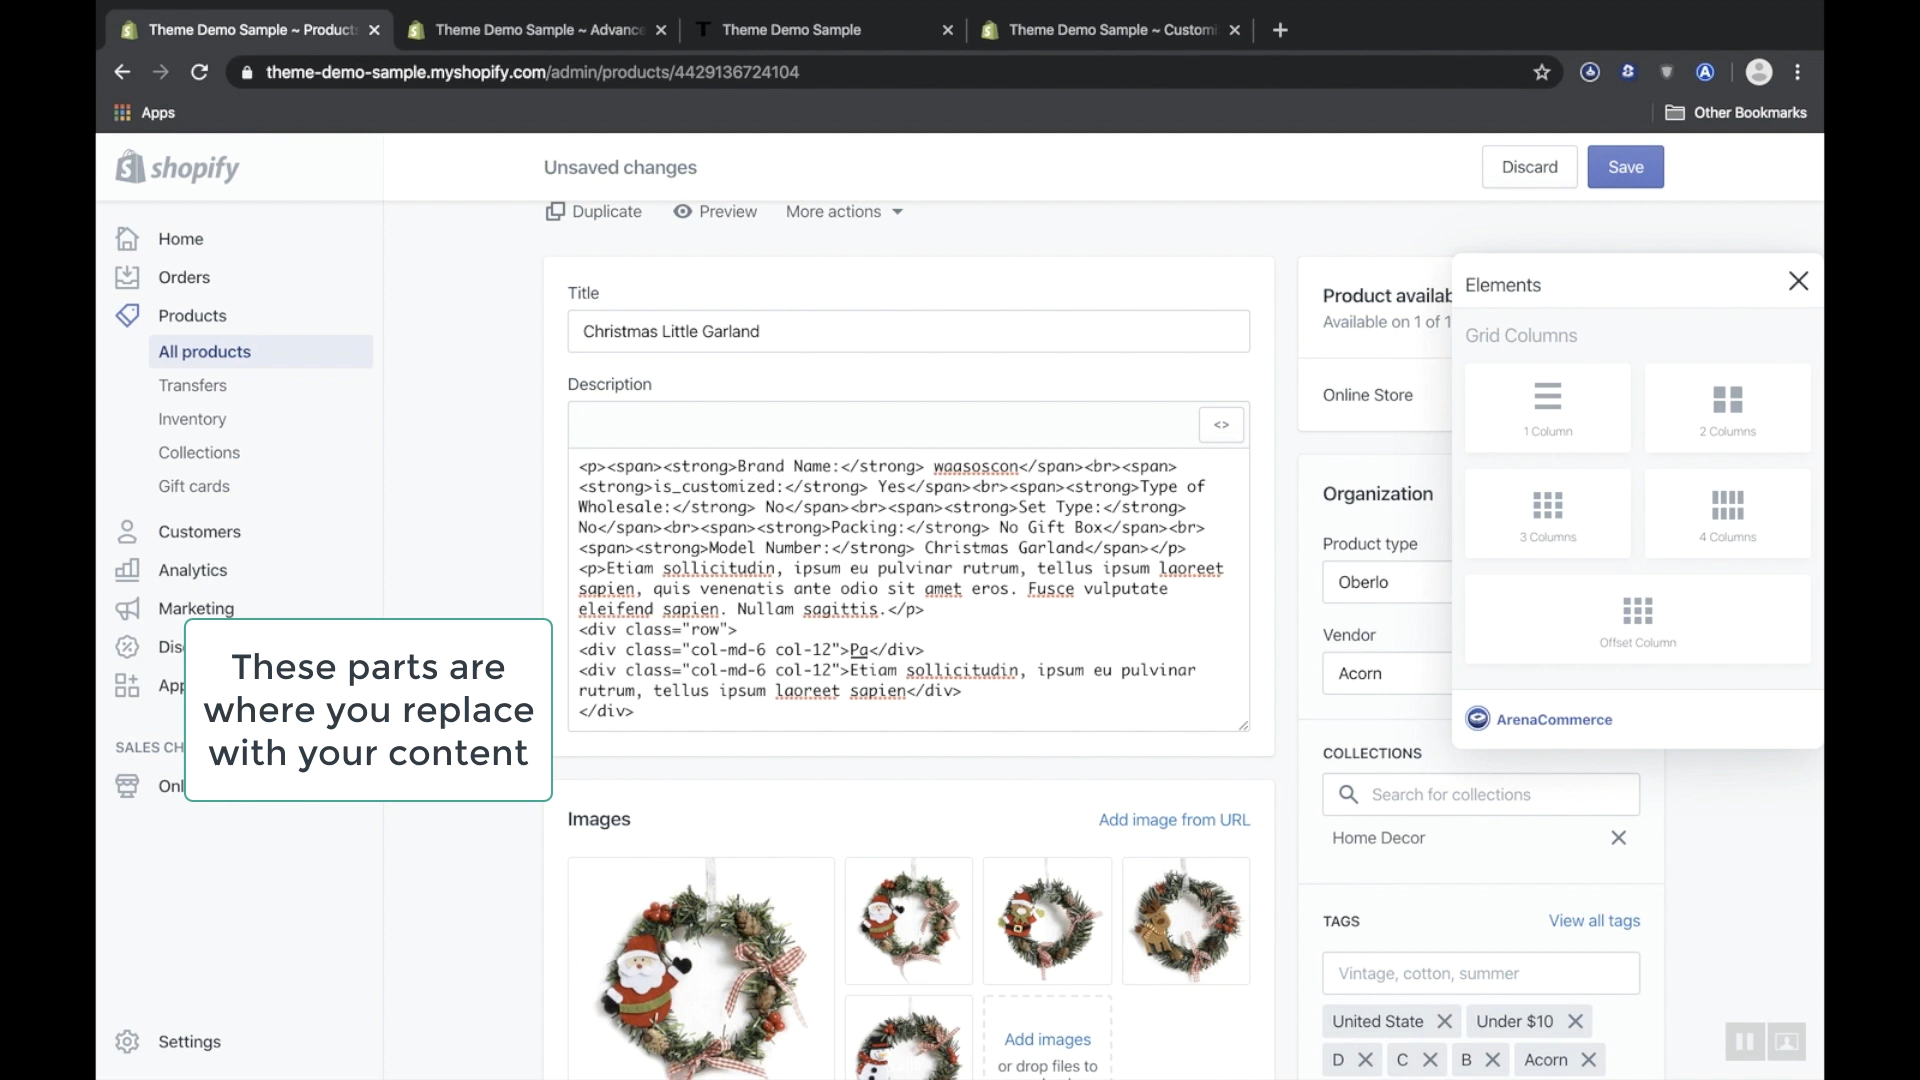 Theme Demo Sample ~ Products
Theme Demo Sample ~ Advance
Theme Demo Sample
Theme Demo Sample ~ Customi
theme-demo-sample.myshopify.com/admin/products/4429136724104
Apps
Other Bookmarks
shopify
Unsaved changes
Discard
Save
Duplicate
Preview
More actions
Home
Orders
Products
All products
Transfers
Inventory
Collections
Gift cards
Customers
Analytics
Marketing
Dis
App
SALES CH
Onl
Settings
These parts are
where you replace
with your content
Title
Christmas Little Garland
Description
<>
<p><span><strong>Brand Name:</strong> waasoscon</span><br><span>
<strong>is_customized:</strong> Yes</span><br><span><strong>Type of
Wholesale:</strong> No</span><br><span><strong>Set Type:</strong>
No</span><br><span><strong>Packing:</strong> No Gift Box</span><br>
<span><strong>Model Number:</strong> Christmas Garland</span></p>
<p>Etiam sollicitudin, ipsum eu pulvinar rutrum, tellus ipsum laoreet
sapien, quis venenatis ante odio sit amet eros. Fusce vulputate
eleifend sapien. Nullam sagittis.</p>
<div class="row">
<div class="col-md-6 col-12">Pa</div>
<div class="col-md-6 col-12">Etiam sollicitudin, ipsum eu pulvinar
rutrum, tellus ipsum laoreet sapien</div>
</div>
Images
Add image from URL
Add images
or drop files to
Product availab
Available on 1 of 1
Online Store
Organization
Product type
Oberlo
Vendor
Acorn
COLLECTIONS
Search for collections
Home Decor
TAGS
View all tags
Vintage, cotton, summer
United State
Under $10
D
C
B
Acorn
Elements
Grid Columns
1 Column
2 Columns
3 Columns
4 Columns
Offset Column
ArenaCommerce